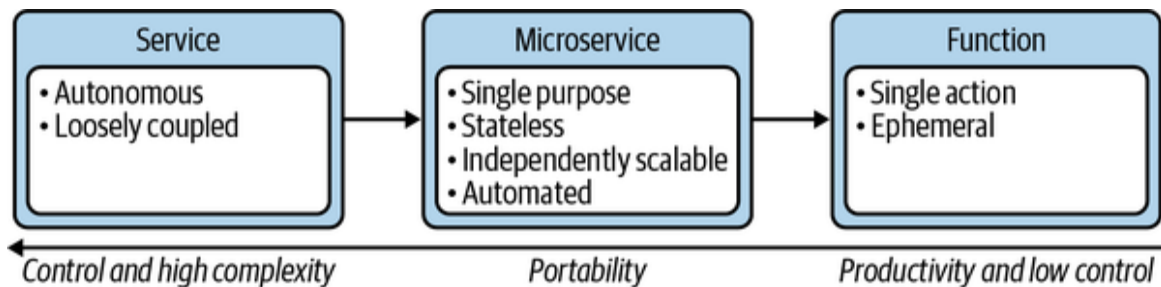 Service
• Autonomous
• Loosely coupled
Microservice
• Single purpose
• Stateless
• Independently scalable
• Automated
Function
• Single action
• Ephemeral
Control and high complexity
Portability
Productivity and low control